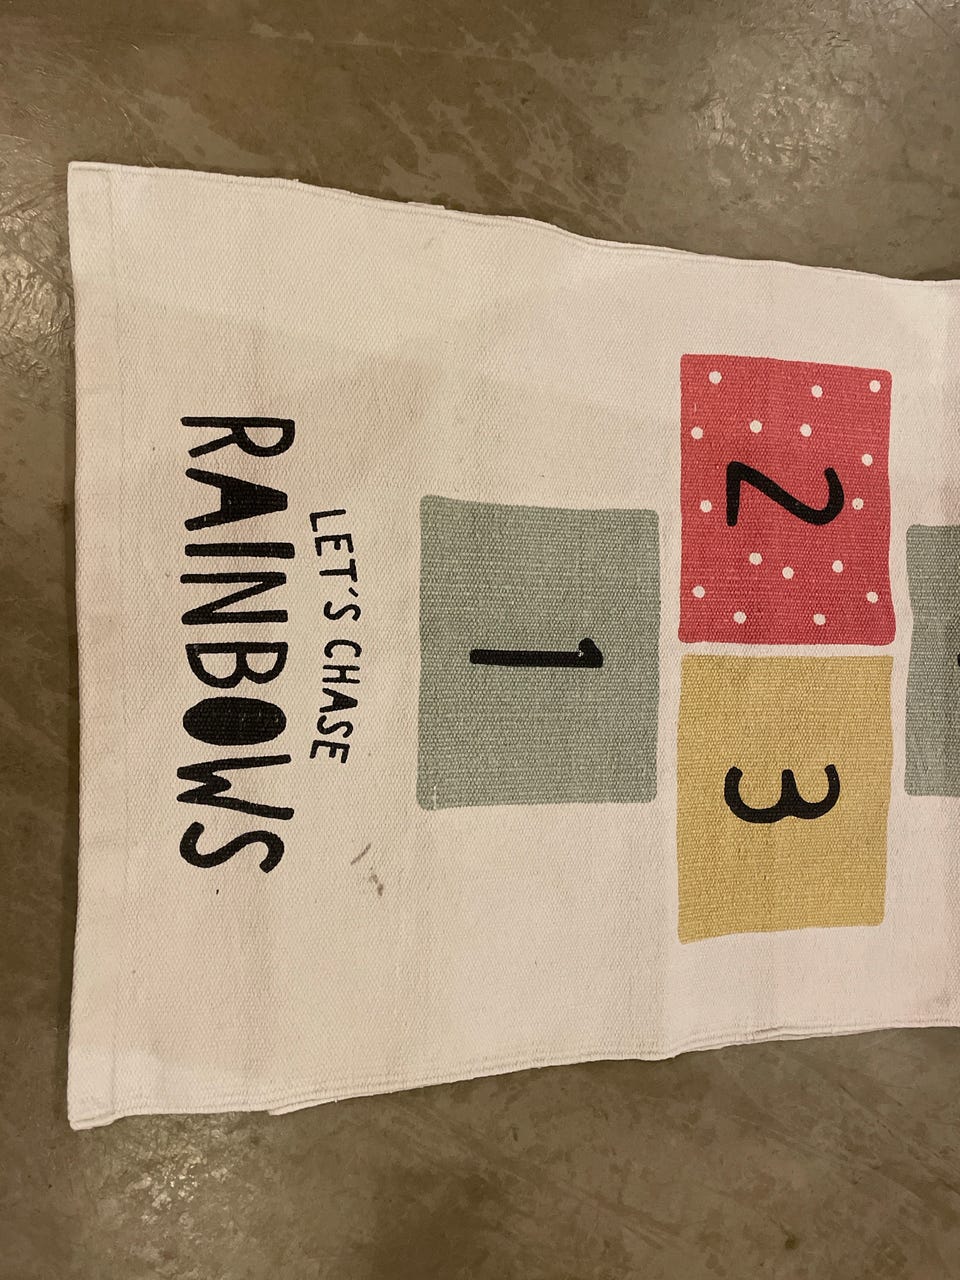 2 3
1
LET'S CHASE
RAINBOWS